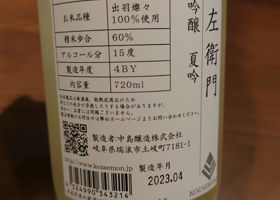 お米品種 出羽燦々
100%使用
精米歩合 60%
アルコール分 15度
製造年度 4BY
内容量 720ml
左衛門
吟醸 夏吟
製造者:中島醸造株式会社
岐阜県瑞浪市土岐町7181-1
http://www.kozaemon.jp/
製造年月
2023.04
4524990343214
KOZAEMON